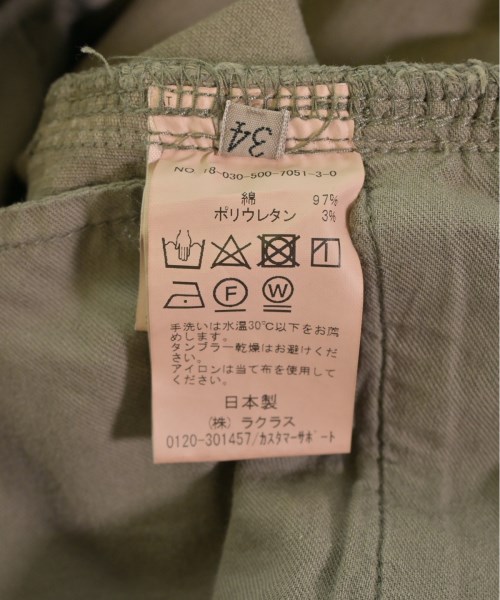 34
NO. 18-030-500-7051-3-0
綿 97%
ポリウレタン 3%
F W
手洗いは水温30℃以下をお薦
めします。
タンブラー乾燥はお避けくださ
い。
アイロンは当て布を使用して
ください。
日本製
(株) ラクラス
0120-301457/カスタマーサポート